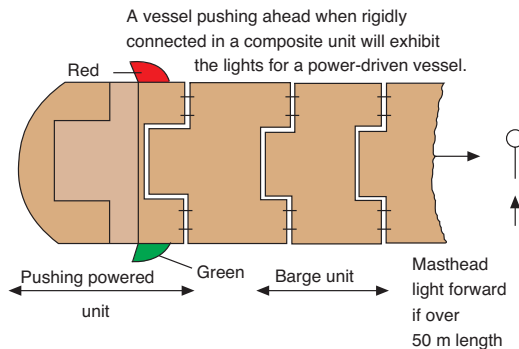 A vessel pushing ahead when rigidly
connected in a composite unit will exhibit
the lights for a power-driven vessel.
Red
Green
Pushing powered
unit
Barge unit
Masthead
light forward
if over
50 m length